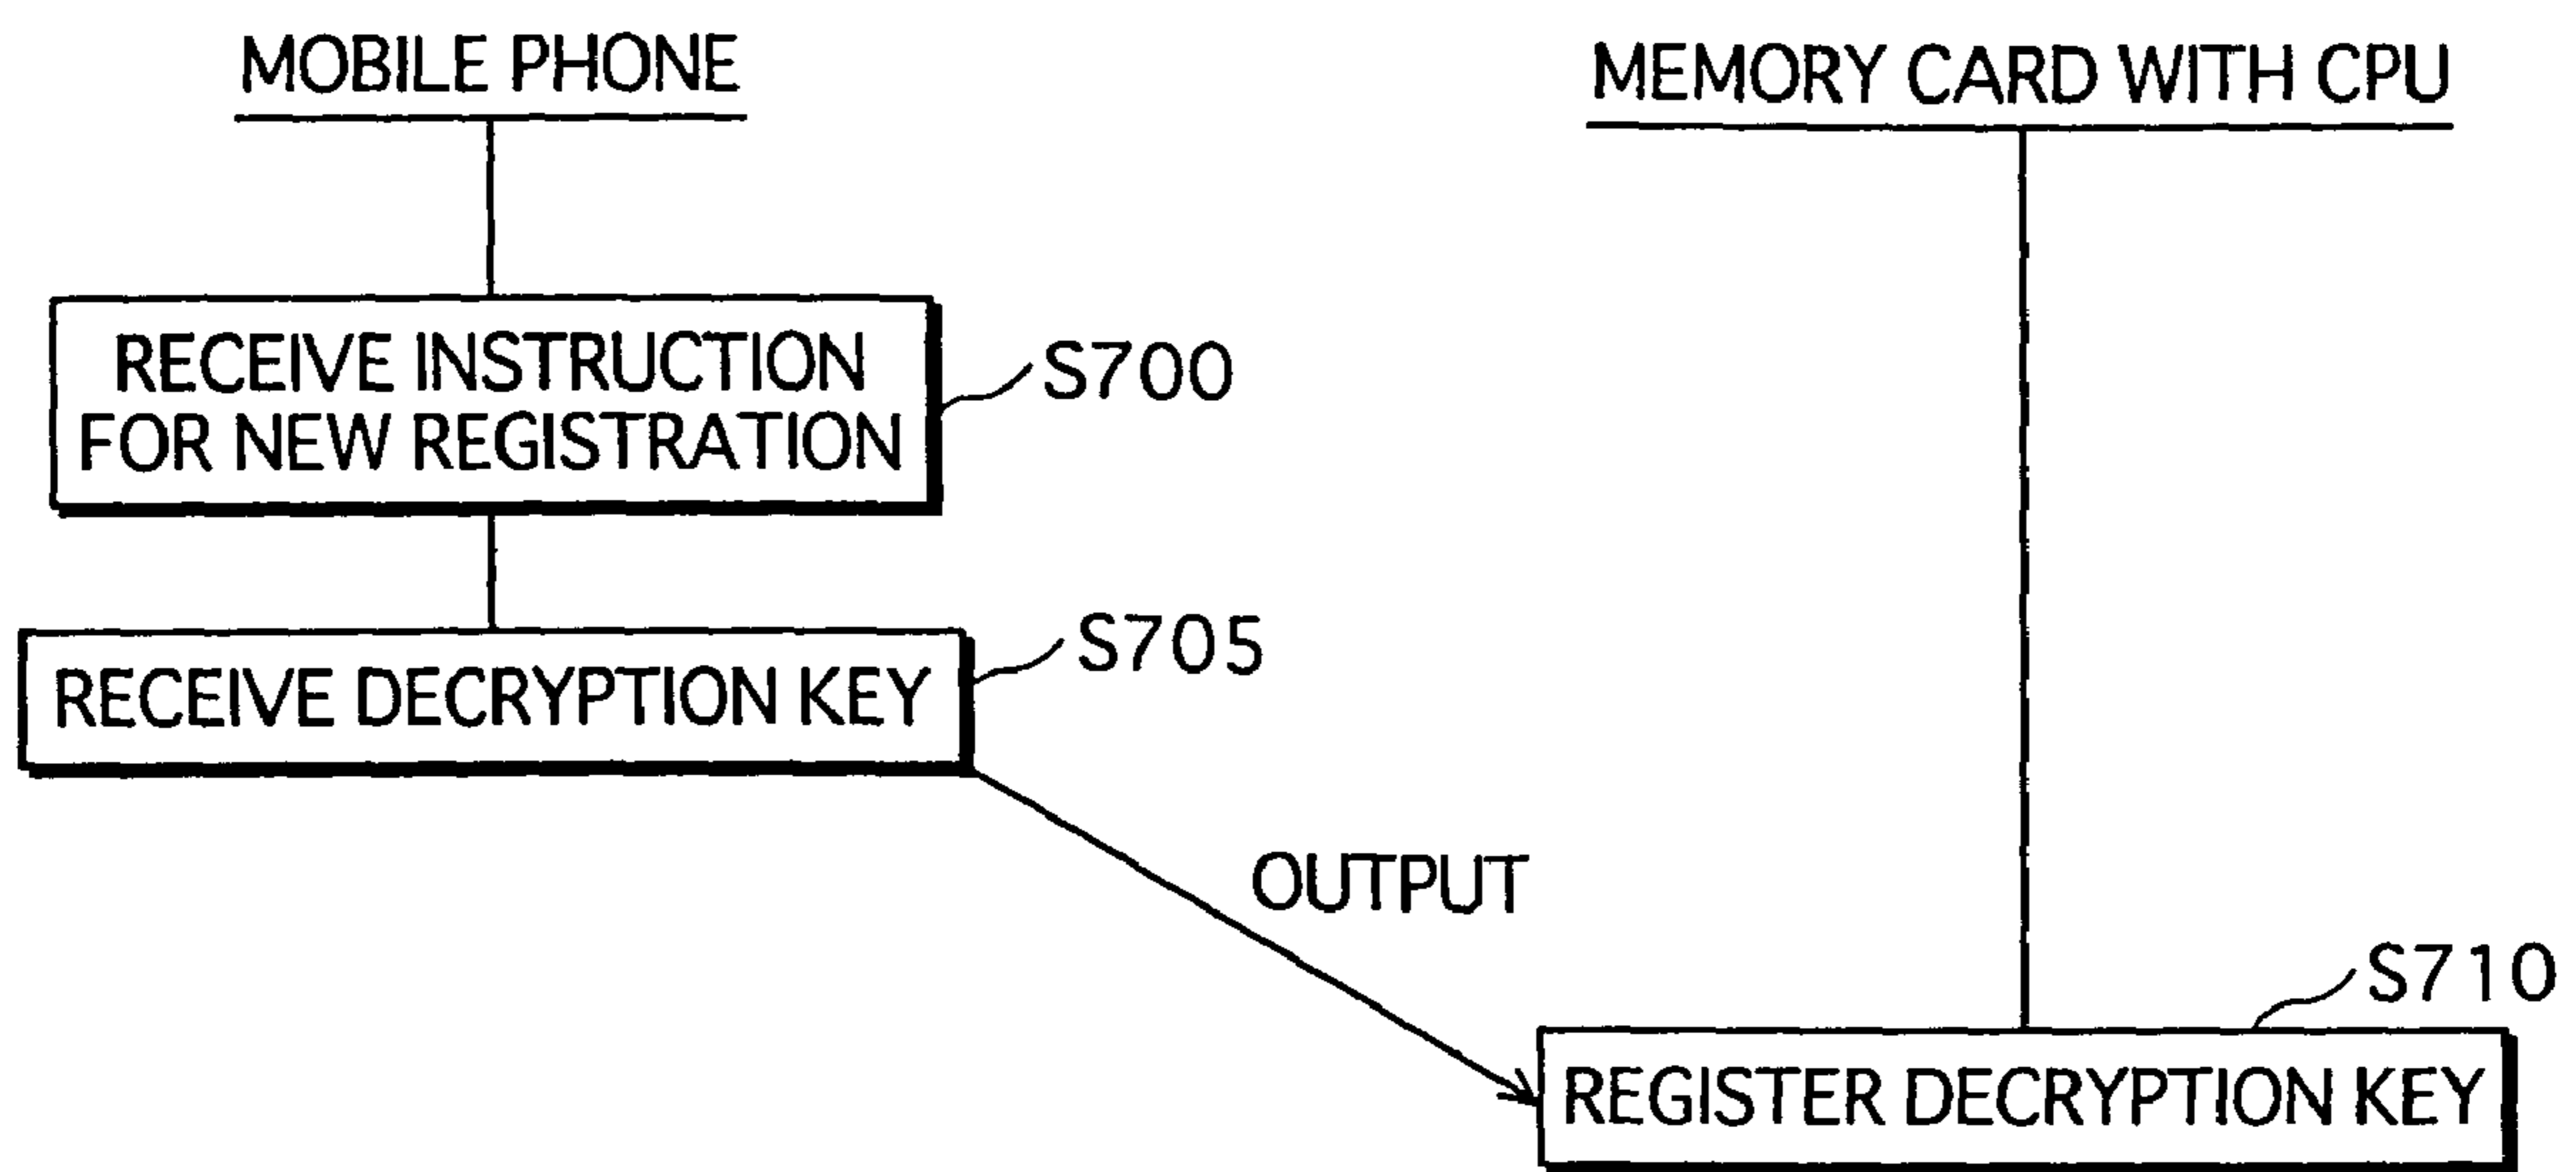 MOBILE PHONE
MEMORY CARD WITH CPU
RECEIVE INSTRUCTION
FOR NEW REGISTRATION
S700
RECEIVE DECRYPTION KEY
S705
OUTPUT
S710
REGISTER DECRYPTION KEY